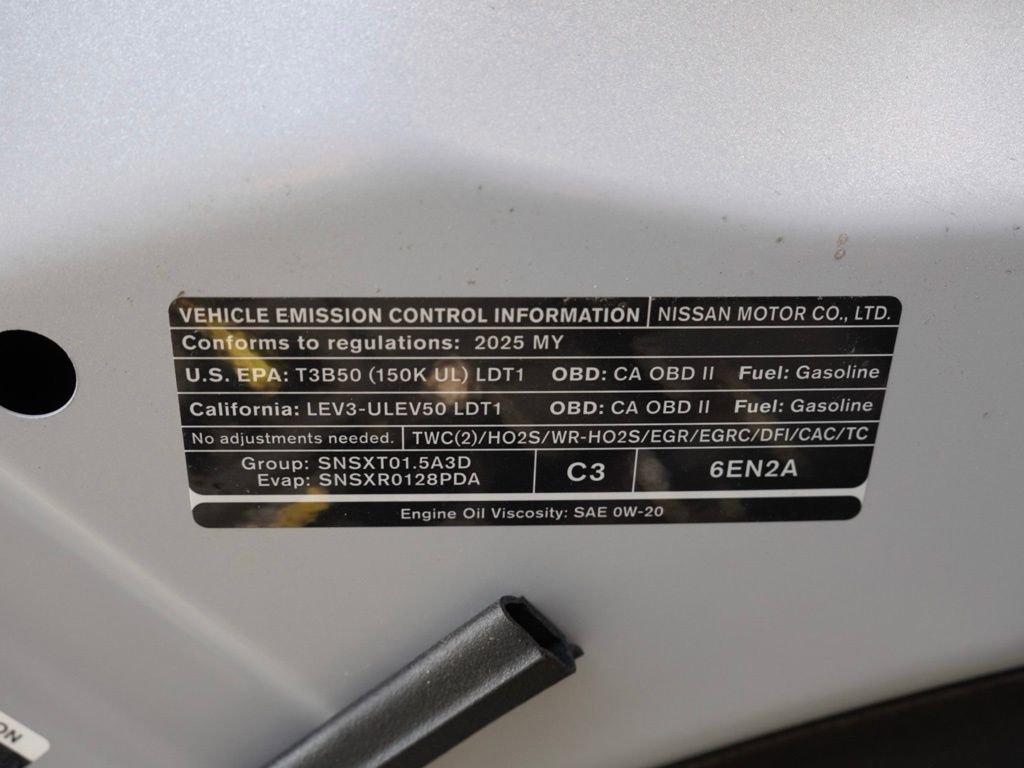 VEHICLE EMISSION CONTROL INFORMATION NISSAN MOTOR CO., LTD.
Conforms to regulations: 2025 MY
U.S. EPA: T3B50 (150K UL) LDT1 OBD: CA OBD II Fuel: Gasoline
California: LEV3-ULEV50 LDT1 OBD: CA OBD II Fuel: Gasoline
No adjustments needed. TWC(2)/HO2S/WR-HO2S/EGR/EGRC/DFI/CAC/TC
Group: SNSXT01.5A3D
Evap: SNSXR0128PDA
C3
6EN2A
Engine Oil Viscosity: SAE 0W-20